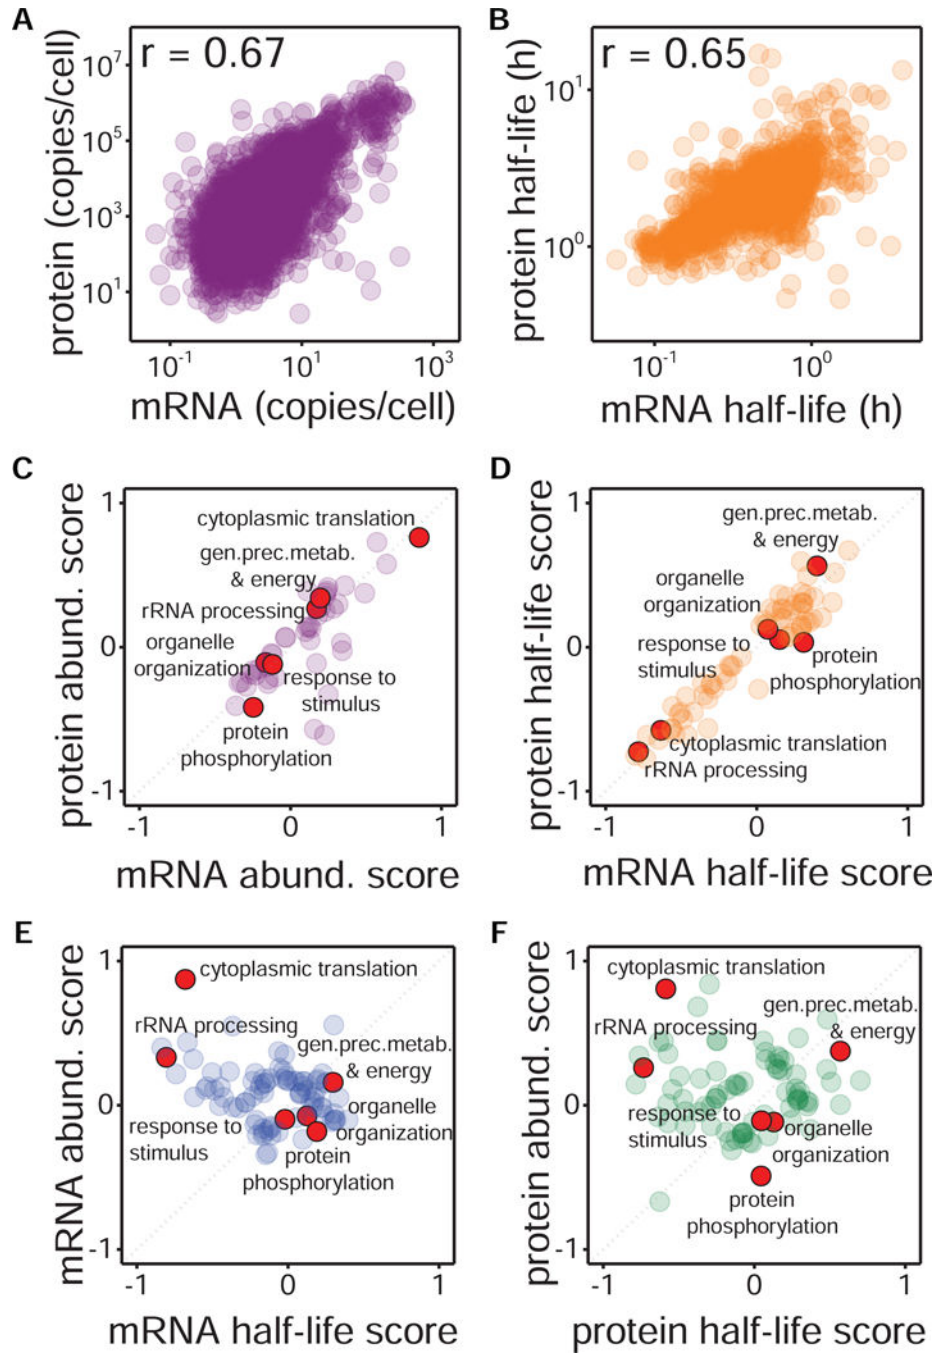 A
r = 0.67
protein (copies/cell)
10^7
10^5
10^3
10^1
10^-1
10^1
10^3
mRNA (copies/cell)
B
r = 0.65
protein half-life (h)
10^1
10^0
10^-1
10^0
mRNA half-life (h)
C
protein abund. score
1
0
-1
cytoplasmic translation
gen.prec.metab.
& energy
rRNA processing
organelle
organization
response to
stimulus
protein
phosphorylation
-1
0
1
mRNA abund. score
D
protein half-life score
1
0
-1
gen.prec.metab.
& energy
organelle
organization
response to
stimulus
protein
phosphorylation
cytoplasmic translation
rRNA processing
-1
0
1
mRNA half-life score
E
mRNA abund. score
1
0
-1
cytoplasmic translation
rRNA processing
gen.prec.metab.
& energy
response to
stimulus
organelle
organization
protein
phosphorylation
-1
0
1
mRNA half-life score
F
protein abund. score
1
0
-1
cytoplasmic translation
gen.prec.metab.
& energy
rRNA processing
response to
stimulus
organelle
organization
protein
phosphorylation
-1
0
1
protein half-life score